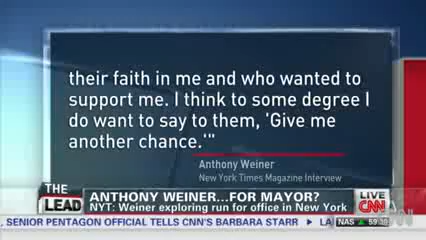 their faith in me and who wanted to
support me. I think to some degree I
do want to say to them, 'Give me
another chance.'"
Anthony Weiner
New York Times Magazine Interview
THE LEAD
ANTHONY WEINER...FOR MAYOR?
NYT: Weiner exploring run for office in New York
LIVE
CNN
, SENIOR PENTAGON OFFICIAL TELLS CNN'S BARBARA STARR
NAS